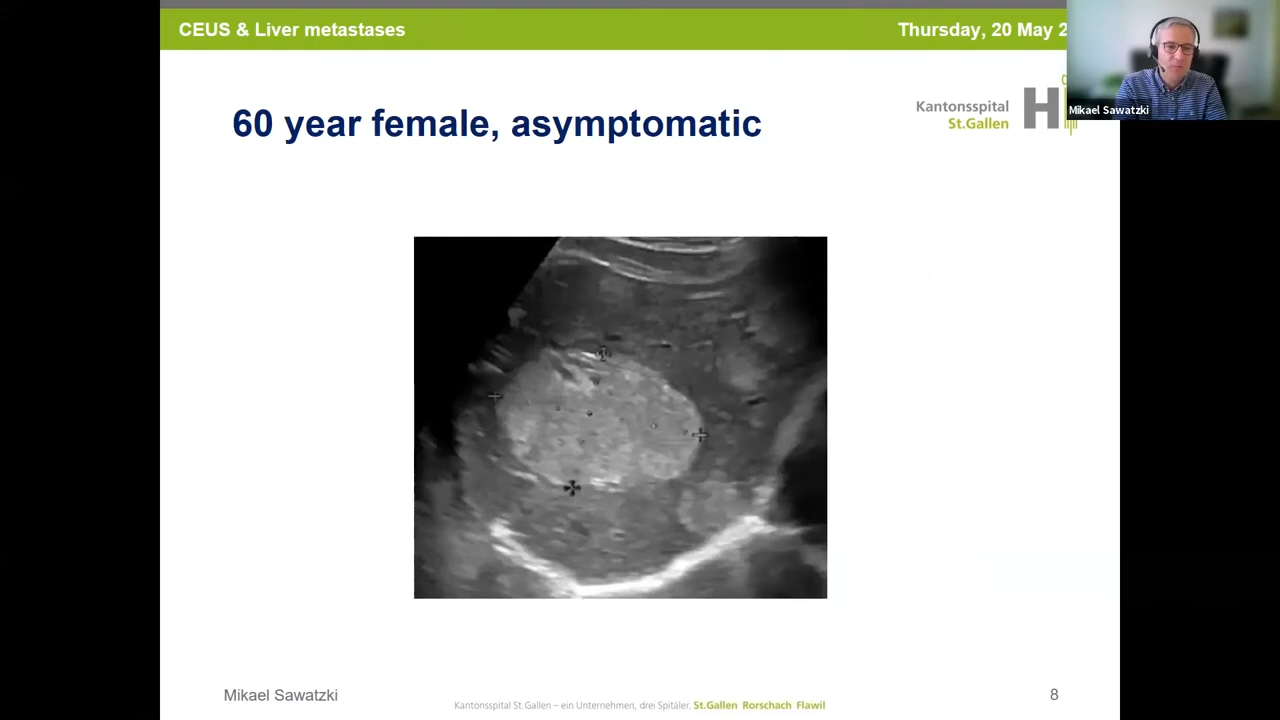 CEUS & Liver metastases
Thursday, 20 May 2
Mikael Sawatzki
60 year female, asymptomatic
Kantonsspital
St.Gallen
Mikael Sawatzki
Kantonsspital St.Gallen – ein Unternehmen, drei Spitäler. St.Gallen Rorschach Flawil
8